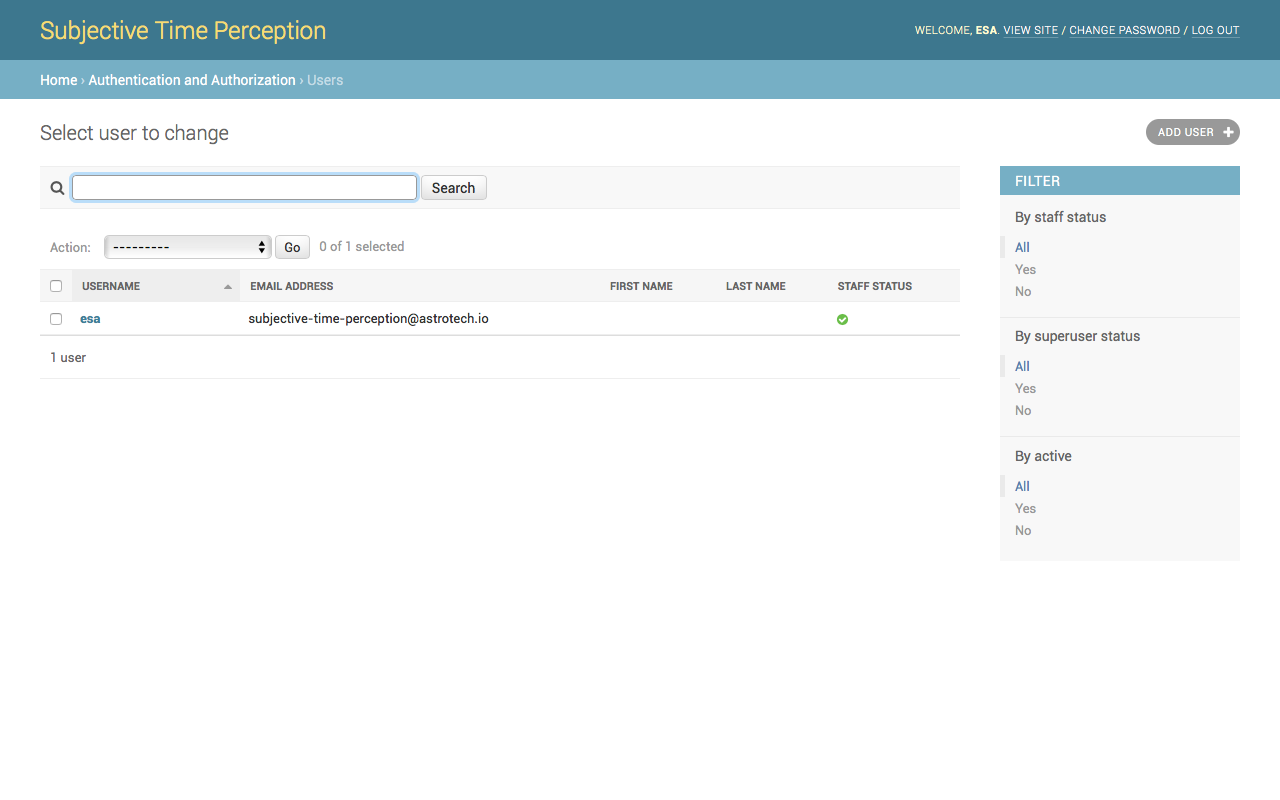 Subjective Time Perception
WELCOME, ESA. VIEW SITE / CHANGE PASSWORD / LOG OUT
Home › Authentication and Authorization › Users
Select user to change
ADD USER +
Search
Action: --------- Go 0 of 1 selected
USERNAME EMAIL ADDRESS FIRST NAME LAST NAME STAFF STATUS
esa subjective-time-perception@astrotech.io
1 user
FILTER
By staff status
All
Yes
No
By superuser status
All
Yes
No
By active
All
Yes
No